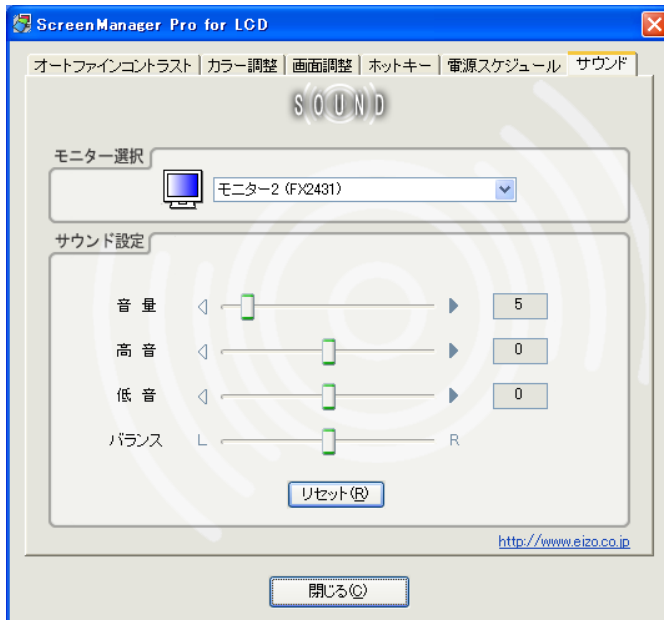 ScreenManager Pro for LCD
オートファインコントラスト カラー調整 画面調整 ホットキー 電源スケジュール サウンド
SOUND
モニター選択
モニター2 (FX2431)
サウンド設定
音 量 5
高 音 0
低 音 0
バランス L R
リセット(R)
http://www.eizo.co.jp
閉じる(C)